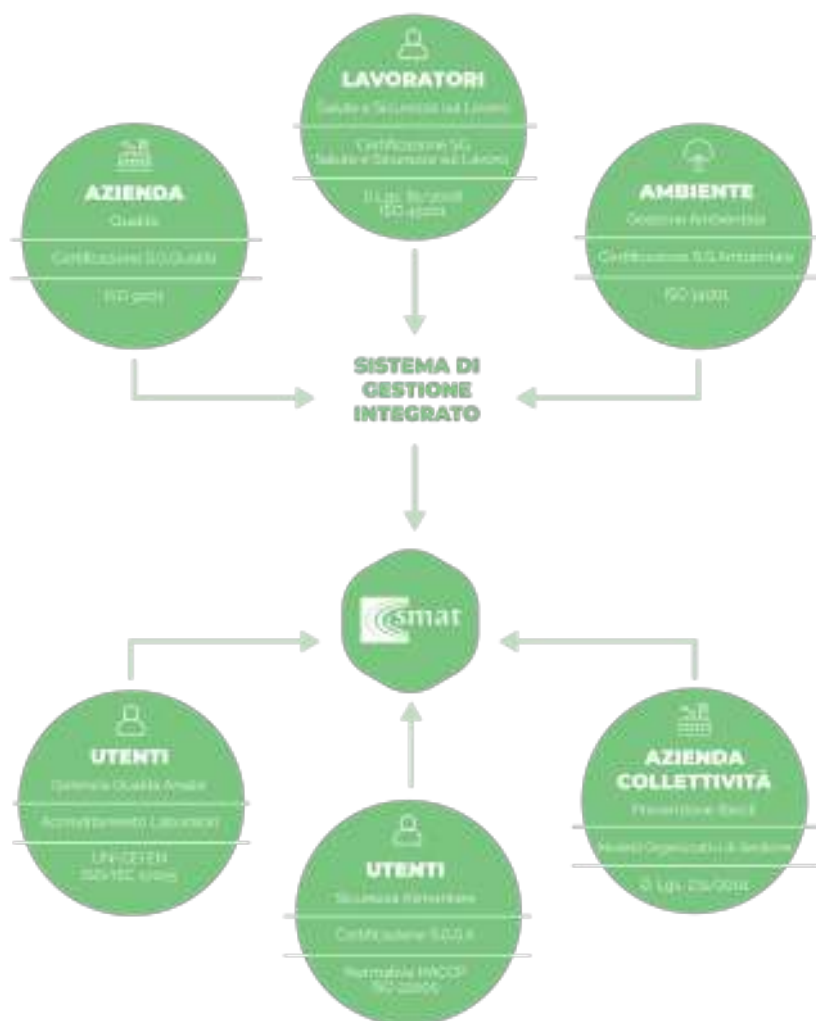 LAVORATORI
Salute e Sicurezza sul Lavoro
Certificazione SG
Salute e Sicurezza sul Lavoro
D. Lgs. 81/2008
ISO 45001
AZIENDA
Qualità
Certificazione S.G.Qualità
ISO 9001
AMBIENTE
Gestione Ambientale
Certificazione S.G.Ambientale
ISO 14001
SISTEMA DI
GESTIONE
INTEGRATO
smat
UTENTI
Garanzia Qualità Analisi
Accreditamento Laboratori
UNI CEI EN
ISO/IEC 17025
UTENTI
Sicurezza Alimentare
Certificazione
Normativa HACCP
ISO 22000
AZIENDA
COLLETTIVITÀ
Prevenzione Reati
Modelli Organizzativi di Gestione
D. Lgs. 231/2001